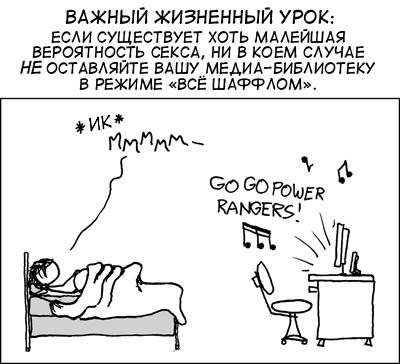 ВАЖНЫЙ ЖИЗНЕННЫЙ УРОК:
ЕСЛИ СУЩЕСТВУЕТ ХОТЬ МАЛЕЙШАЯ
ВЕРОЯТНОСТЬ СЕКСА, НИ В КОЕМ СЛУЧАЕ
НЕ ОСТАВЛЯЙТЕ ВАШУ МЕДИА-БИБЛИОТЕКУ
В РЕЖИМЕ «ВСЁ ШАФФЛОМ».
*ИК*
МММММ–
GO GO POWER
RANGERS!